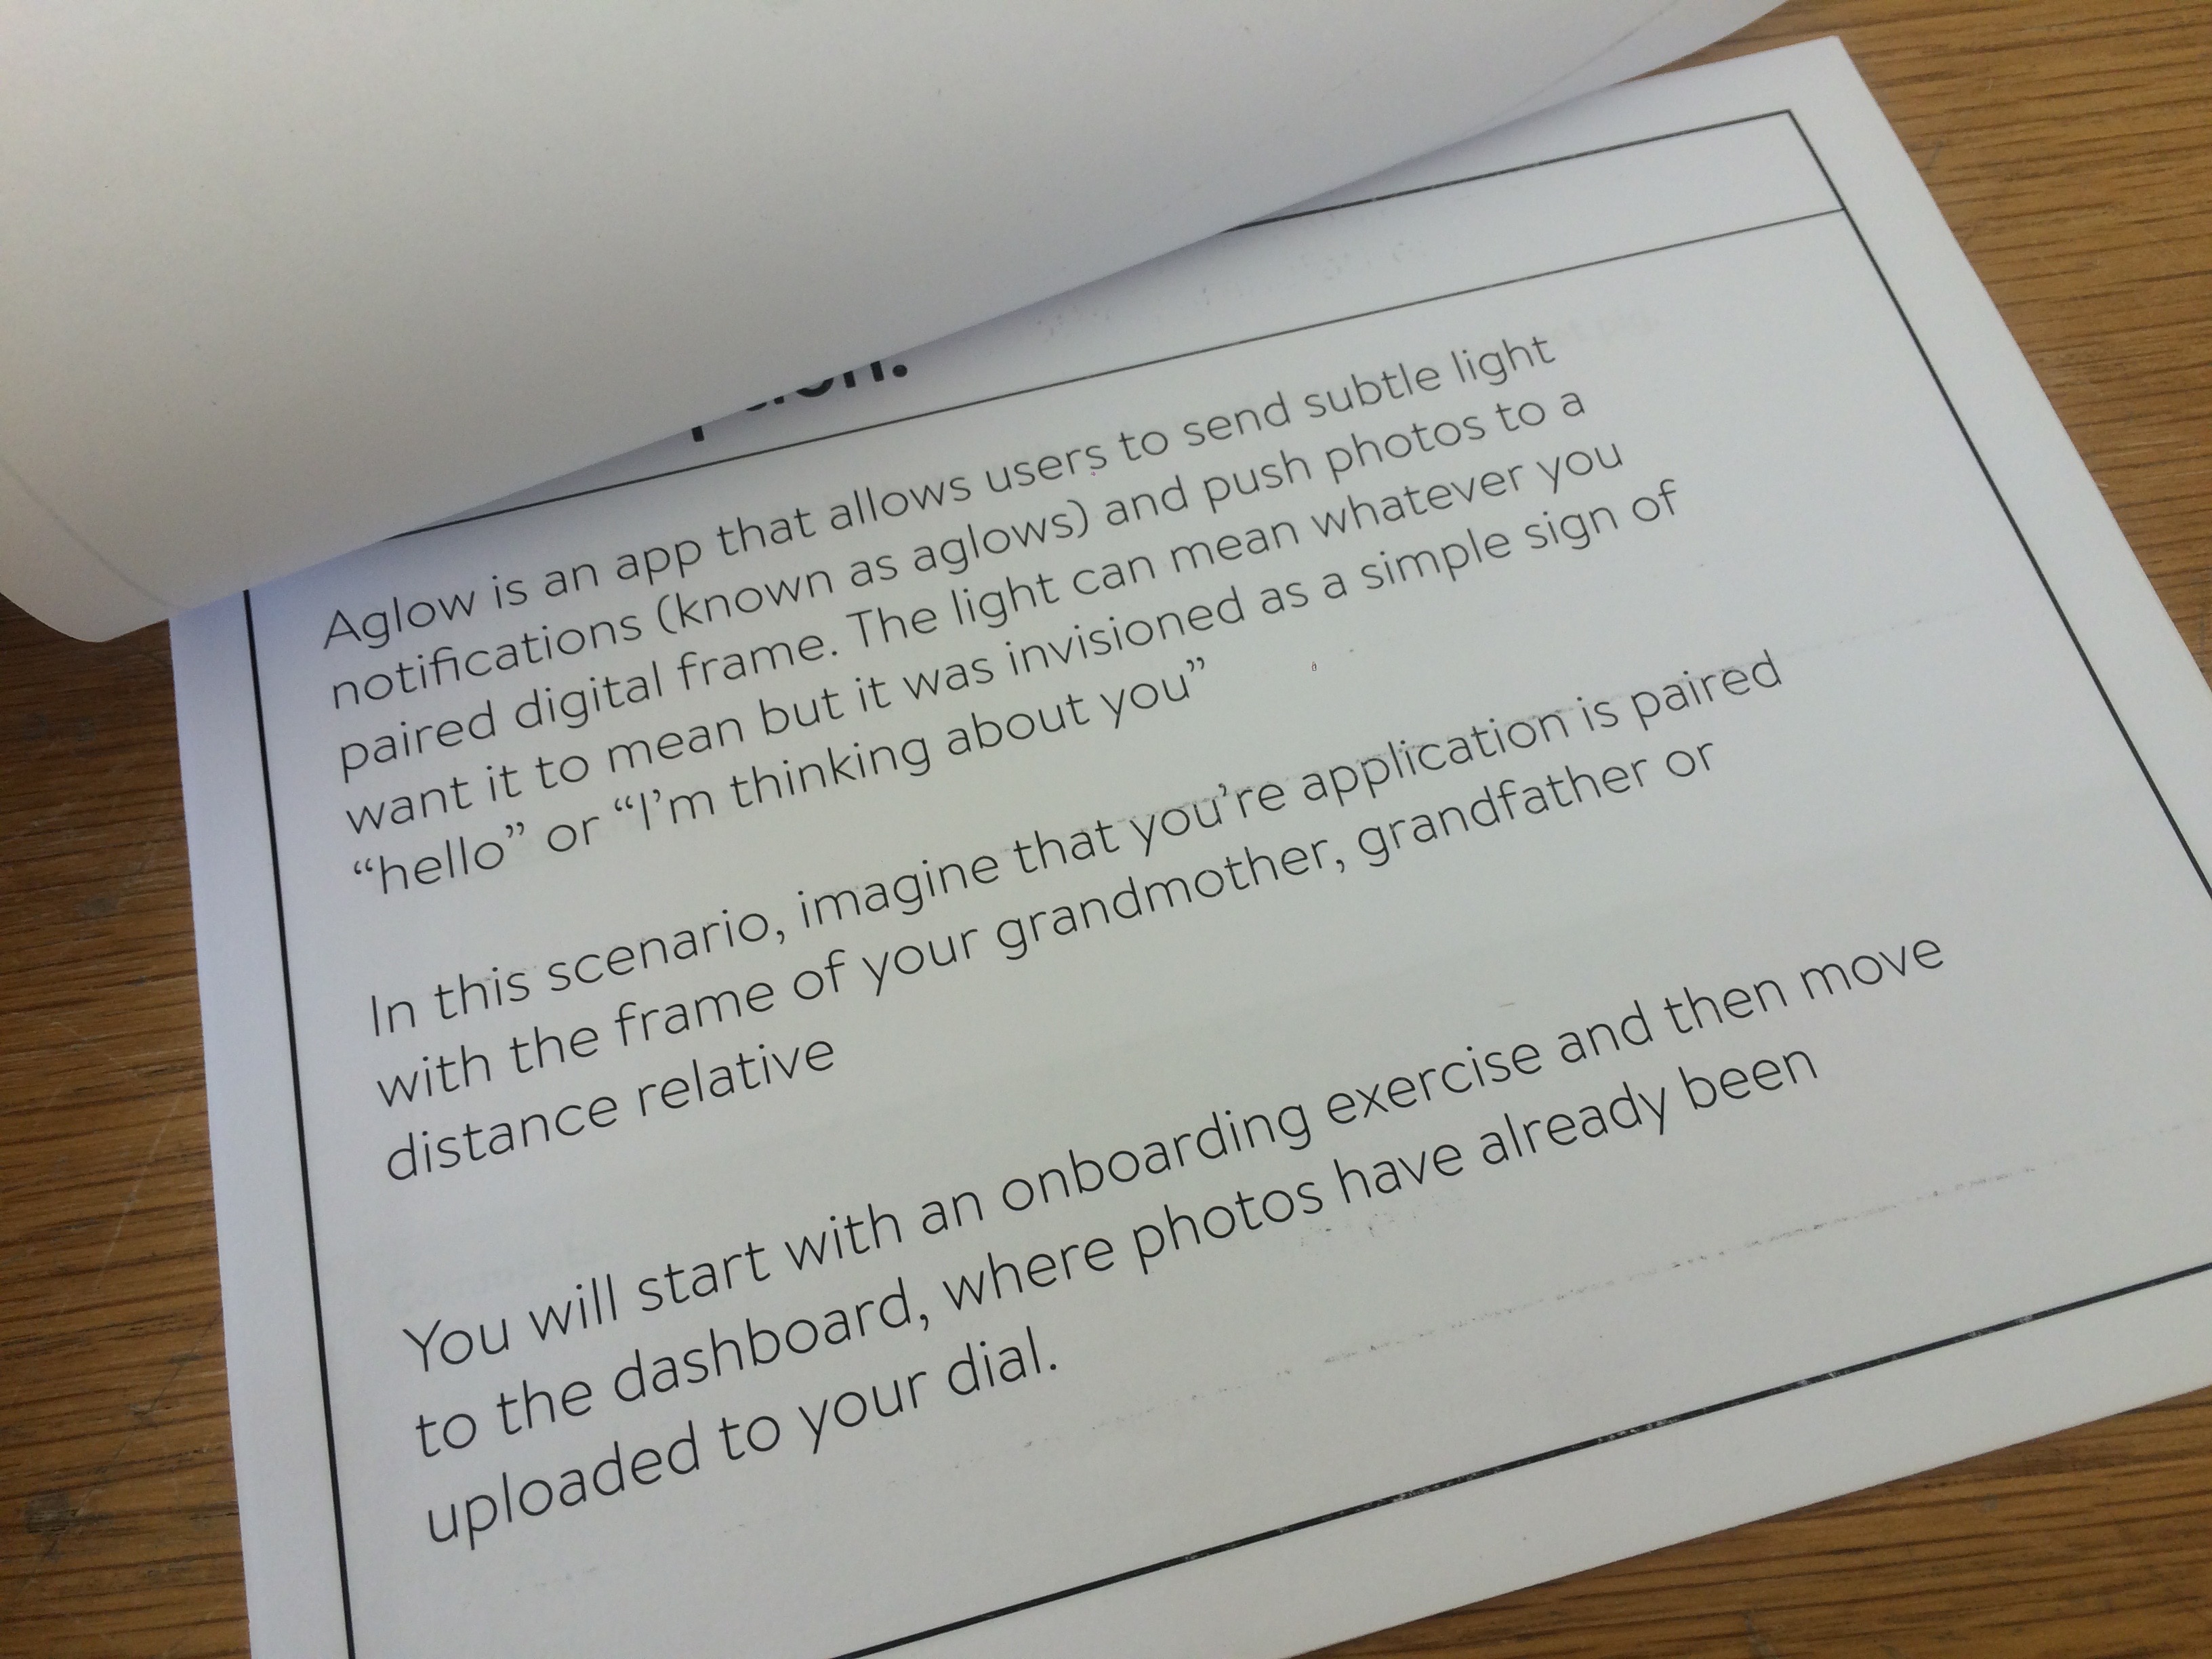 Aglow is an app that allows users to send subtle light
notifications (known as aglows) and push photos to a
paired digital frame. The light can mean whatever you
want it to mean but it was invisioned as a simple sign of
“hello” or “I’m thinking about you”
In this scenario, imagine that you’re application is paired
with the frame of your grandmother, grandfather or
distance relative
You will start with an onboarding exercise and then move
to the dashboard, where photos have already been
uploaded to your dial.